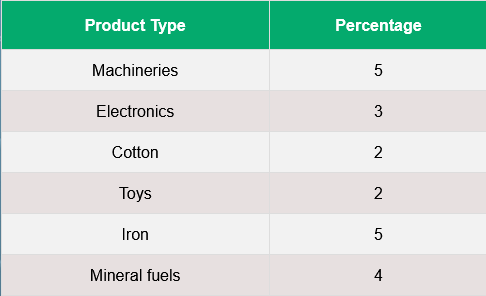 Product Type Percentage
Machineries 5
Electronics 3
Cotton 2
Toys 2
Iron 5
Mineral fuels 4